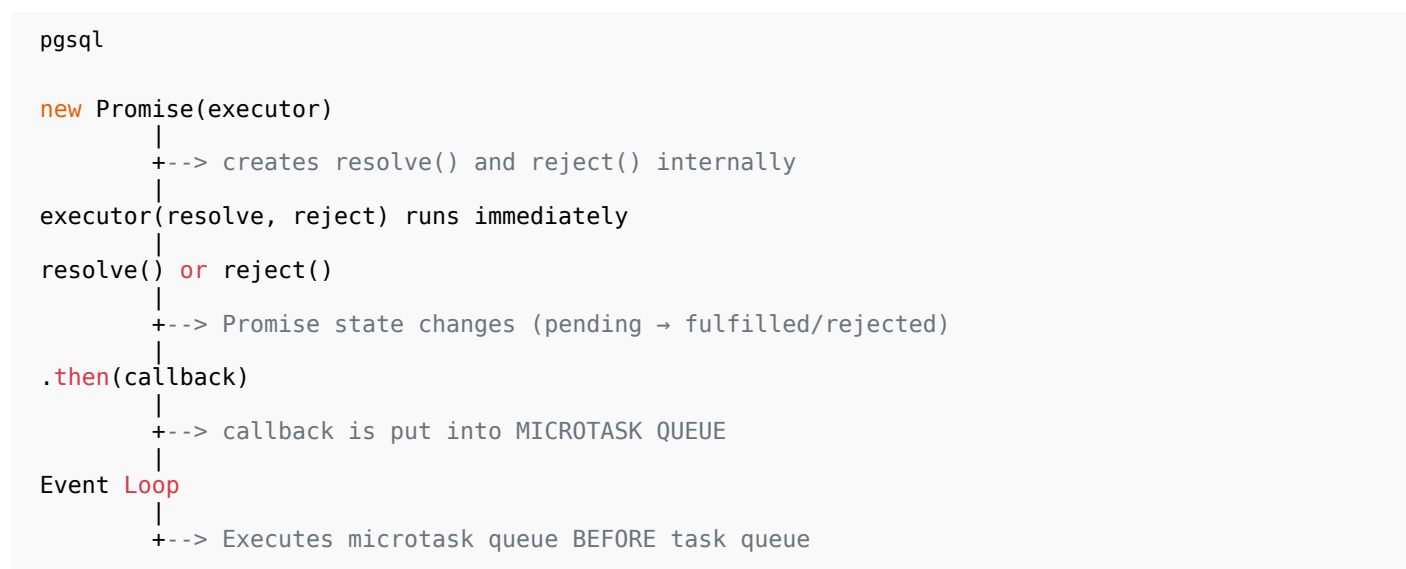 pgsql
new Promise(executor)
|
+--> creates resolve() and reject() internally
|
executor(resolve, reject) runs immediately
|
resolve() or reject()
|
+--> Promise state changes (pending → fulfilled/rejected)
|
.then(callback)
|
+--> callback is put into MICROTASK QUEUE
|
Event Loop
|
+--> Executes microtask queue BEFORE task queue